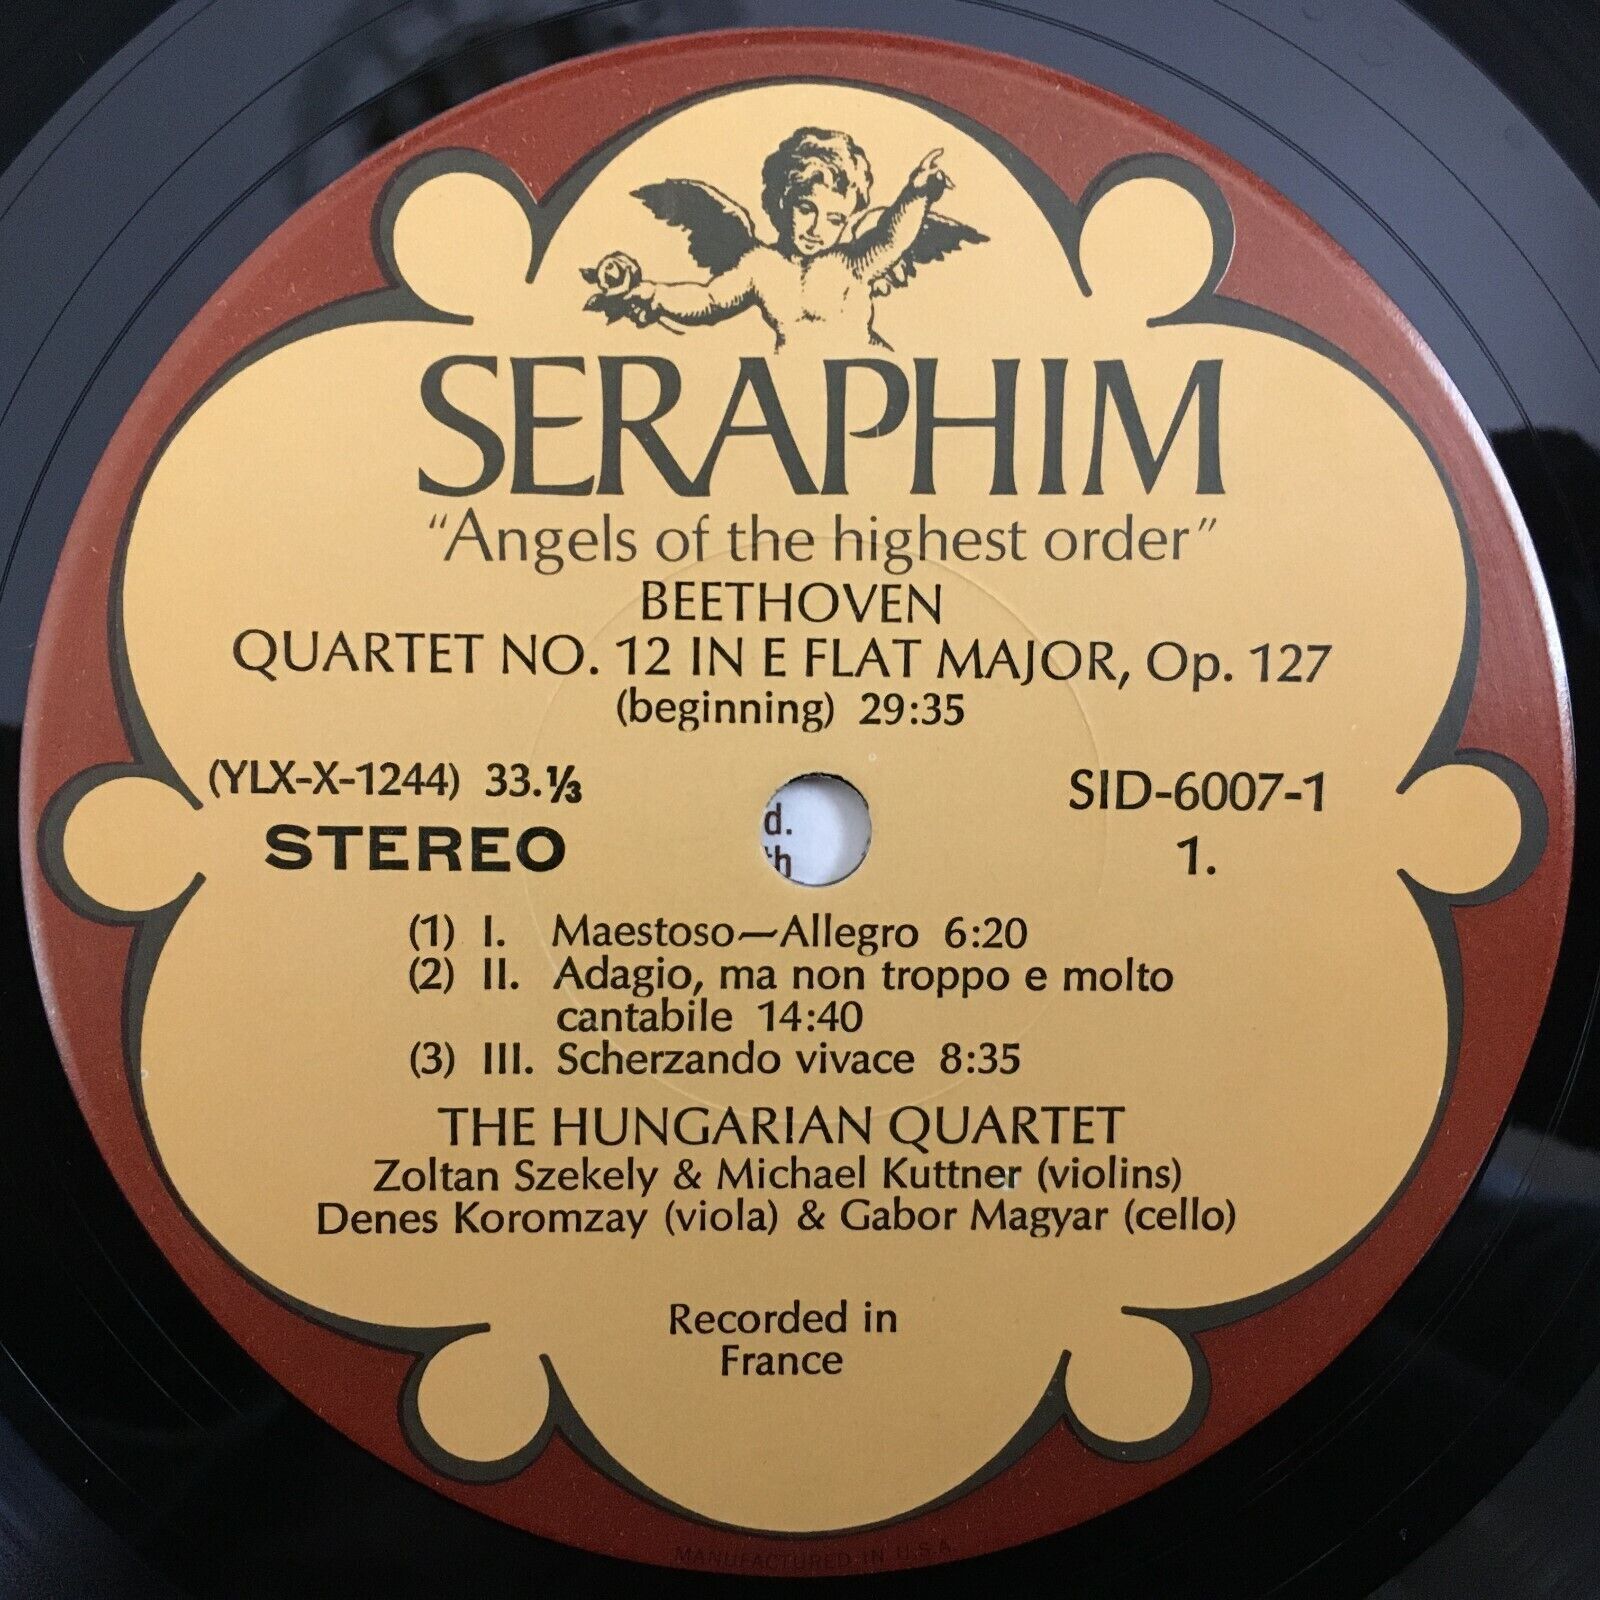 SERAPHIM
“Angels of the highest order”
BEETHOVEN
QUARTET NO. 12 IN E FLAT MAJOR, Op. 127
(beginning) 29:35
(YLX-X-1244) 33.⅓
STEREO
d.
SID-6007-1
1.
(1) I. Maestoso—Allegro 6:20
(2) II. Adagio, ma non troppo e molto
cantabile 14:40
(3) III. Scherzando vivace 8:35
THE HUNGARIAN QUARTET
Zoltan Szekely & Michael Kuttner (violins)
Denes Koromzay (viola) & Gabor Magyar (cello)
Recorded in
France
MANUFACTURED IN U.S.A.